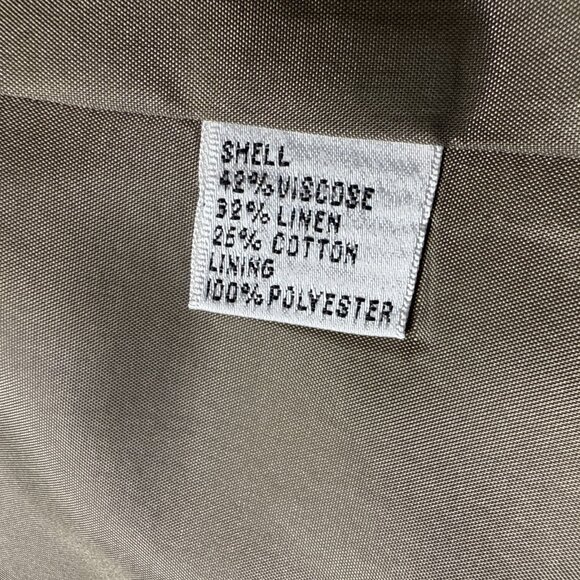 SHELL
42% VISCOSE
32% LINEN
26% COTTON
LINING
100% POLYESTER